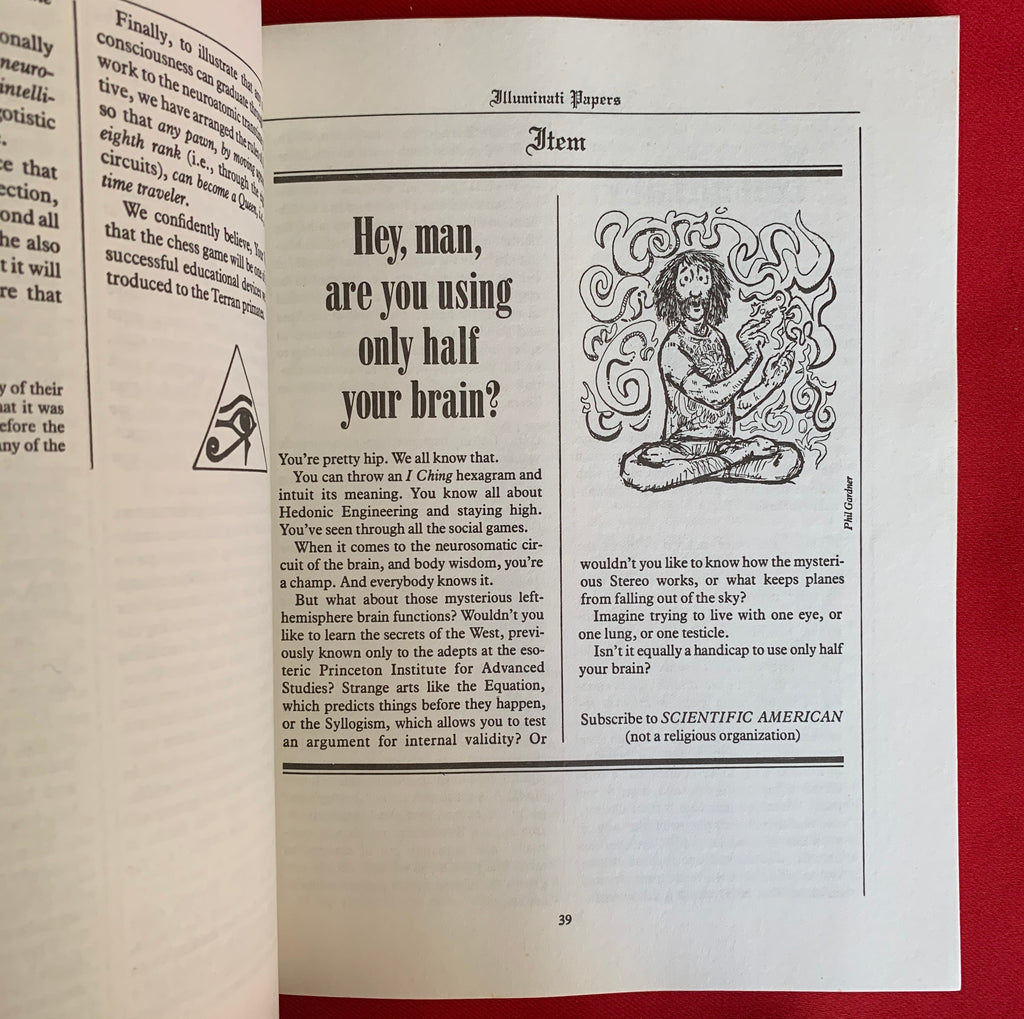 onally
neuro-
intelli-
otistic
ce that
ection,
ond all
he also
t it will
re that
y of their
hat it was
efore the
any of the
Finally, to illustrate that any
consciousness can graduate
work to the neuroatomic
tive, we have arranged the rules
so that any pawn, by moving
eighth rank (i.e., through the
circuits), can become a Queen,
time traveler.
We confidently believe,
that the chess game will be one
successful educational devices
troduced to the Terran
Illuminati Papers
Item
Hey, man,
are you using
only half
your brain?
You're pretty hip. We all know that.
You can throw an I Ching hexagram and
intuit its meaning. You know all about
Hedonic Engineering and staying high.
You've seen through all the social games.
When it comes to the neurosomatic cir-
cuit of the brain, and body wisdom, you're
a champ. And everybody knows it.
But what about those mysterious left-
hemisphere brain functions? Wouldn't you
like to learn the secrets of the West, previ-
ously known only to the adepts at the eso-
teric Princeton Institute for Advanced
Studies? Strange arts like the Equation,
which predicts things before they happen,
or the Syllogism, which allows you to test
an argument for internal validity? Or
Phil Gardner
wouldn't you like to know how the mysteri-
ous Stereo works, or what keeps planes
from falling out of the sky?
Imagine trying to live with one eye, or
one lung, or one testicle.
Isn't it equally a handicap to use only half
your brain?
Subscribe to SCIENTIFIC AMERICAN
(not a religious organization)
39